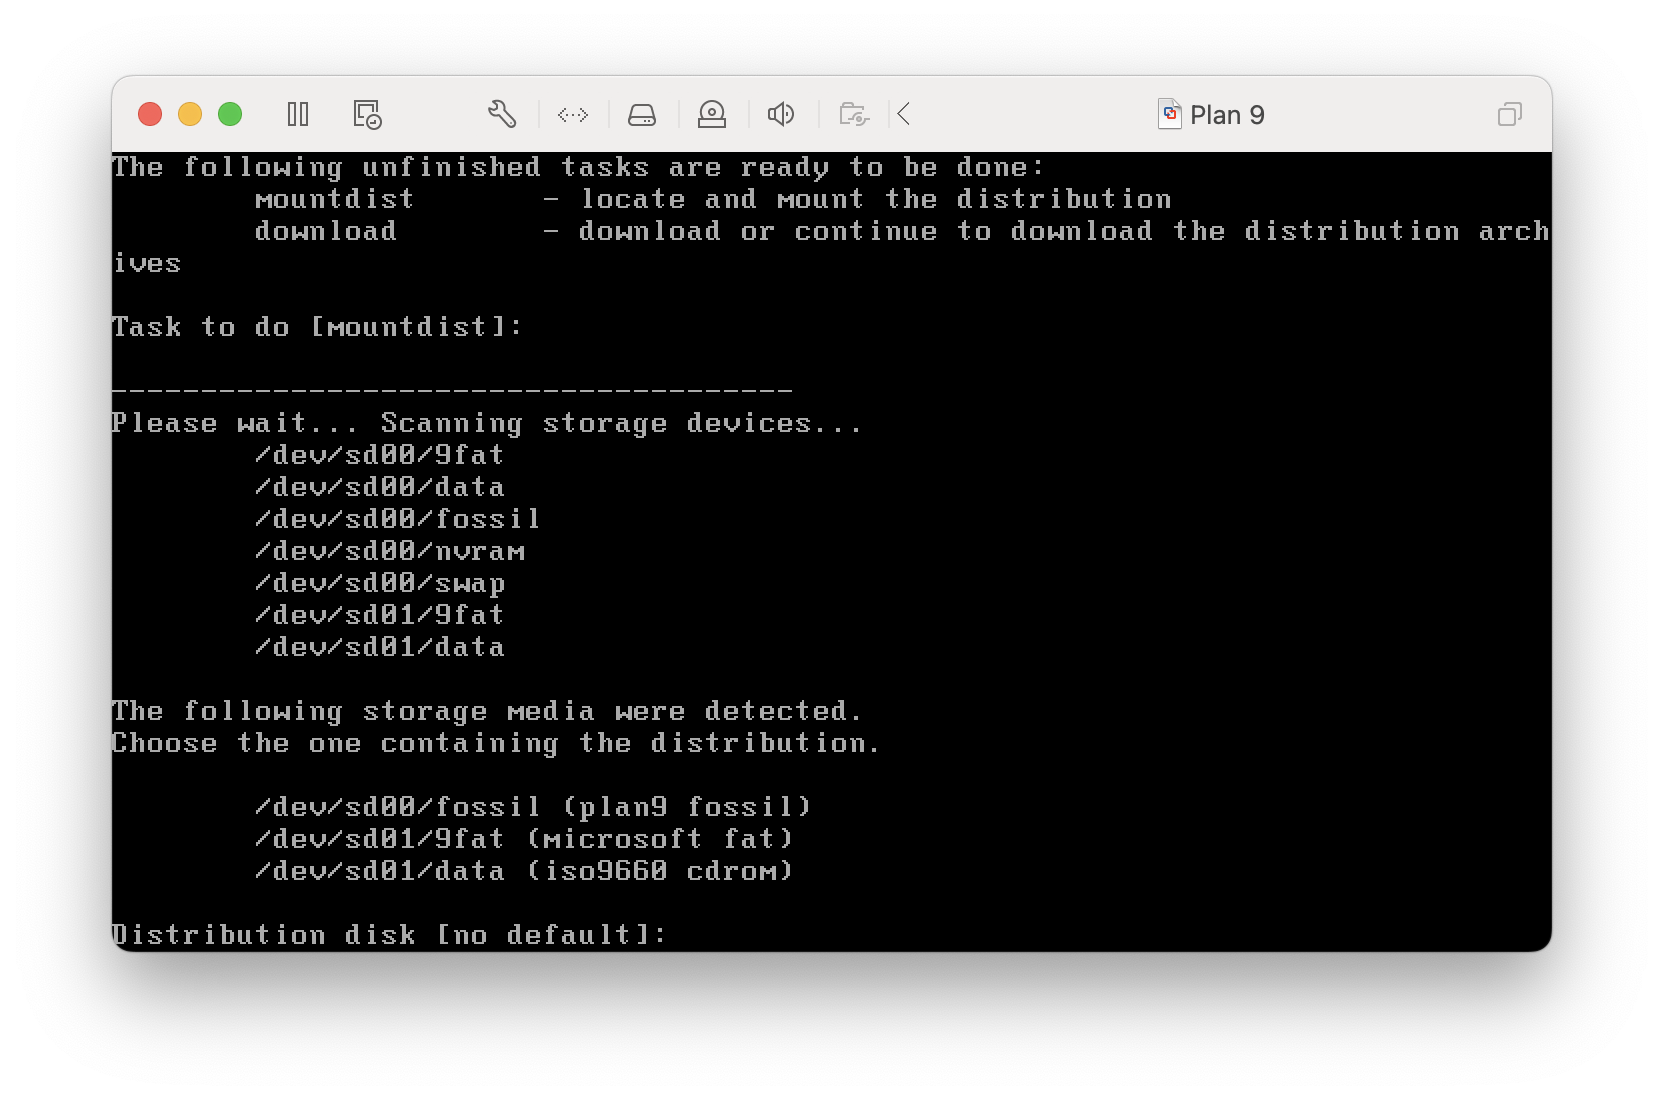 Plan 9
The following unfinished tasks are ready to be done:
mountdist - locate and mount the distribution
download - download or continue to download the distribution arch
ives
Task to do [mountdist]:
--------------------------------------
Please wait... Scanning storage devices...
/dev/sd00/9fat
/dev/sd00/data
/dev/sd00/fossil
/dev/sd00/nvram
/dev/sd00/swap
/dev/sd01/9fat
/dev/sd01/data
The following storage media were detected.
Choose the one containing the distribution.
/dev/sd00/fossil (plan9 fossil)
/dev/sd01/9fat (microsoft fat)
/dev/sd01/data (iso9660 cdrom)
Distribution disk [no default]: